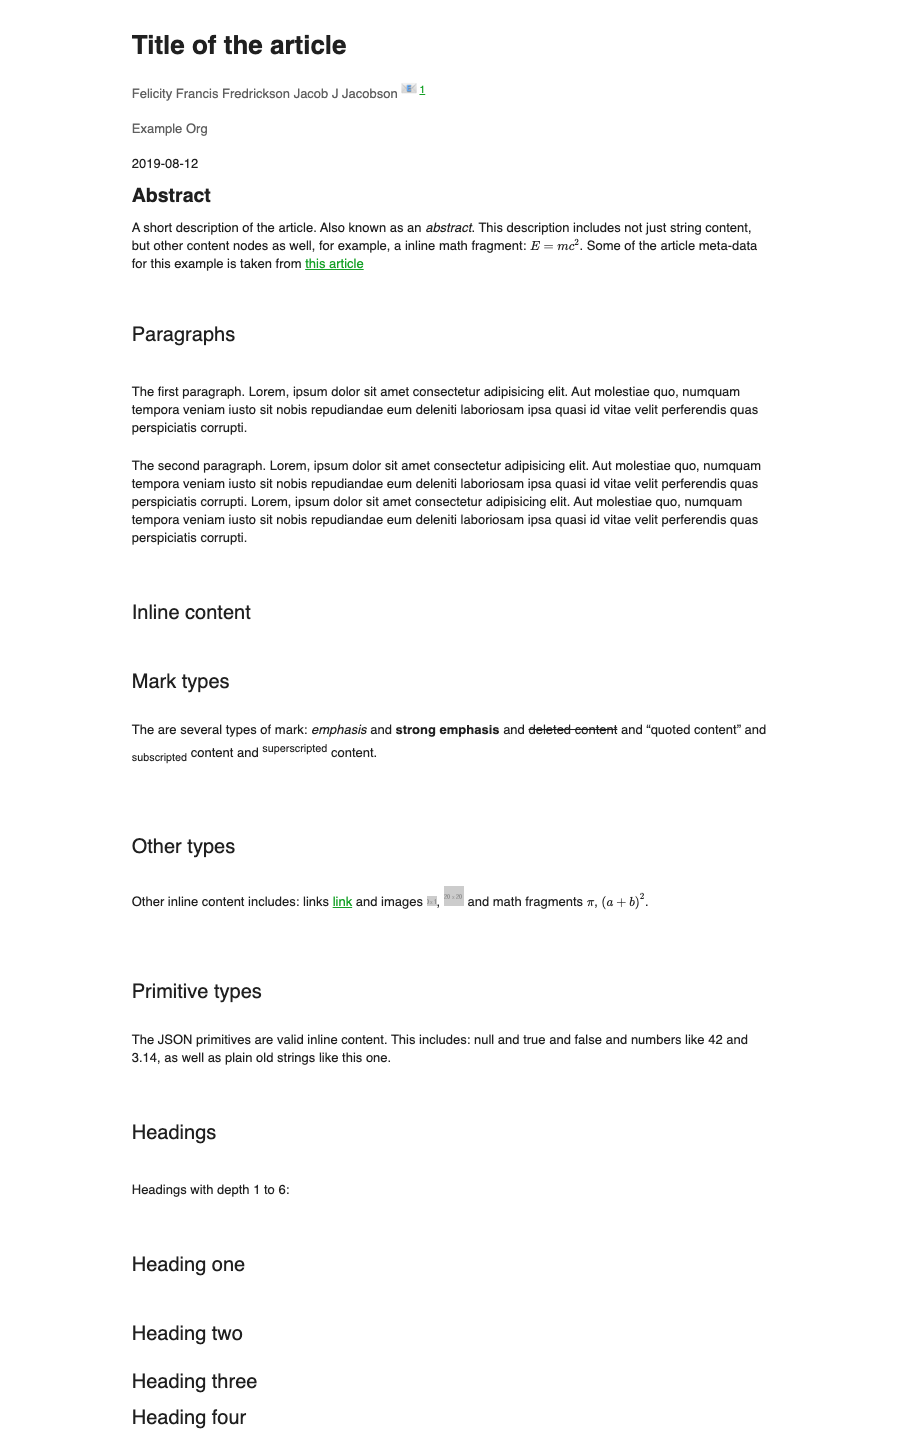 Title of the article
Felicity Francis Fredrickson Jacob J Jacobson 1
Example Org
2019-08-12
Abstract
A short description of the article. Also known as an abstract. This description includes not just string content,
but other content nodes as well, for example, a inline math fragment: E = mc². Some of the article meta-data
for this example is taken from this article
Paragraphs
The first paragraph. Lorem, ipsum dolor sit amet consectetur adipisicing elit. Aut molestiae quo, numquam
tempora veniam iusto sit nobis repudiandae eum deleniti laboriosam ipsa quasi id vitae velit perferendis quas
perspiciatis corrupti.
The second paragraph. Lorem, ipsum dolor sit amet consectetur adipisicing elit. Aut molestiae quo, numquam
tempora veniam iusto sit nobis repudiandae eum deleniti laboriosam ipsa quasi id vitae velit perferendis quas
perspiciatis corrupti. Lorem, ipsum dolor sit amet consectetur adipisicing elit. Aut molestiae quo, numquam
tempora veniam iusto sit nobis repudiandae eum deleniti laboriosam ipsa quasi id vitae velit perferendis quas
perspiciatis corrupti.
Inline content
Mark types
The are several types of mark: emphasis and strong emphasis and deleted content and “quoted content” and
subscripted content and superscripted content.
Other types
Other inline content includes: links link and images , and math fragments π, (a + b)².
Primitive types
The JSON primitives are valid inline content. This includes: null and true and false and numbers like 42 and
3.14, as well as plain old strings like this one.
Headings
Headings with depth 1 to 6:
Heading one
Heading two
Heading three
Heading four